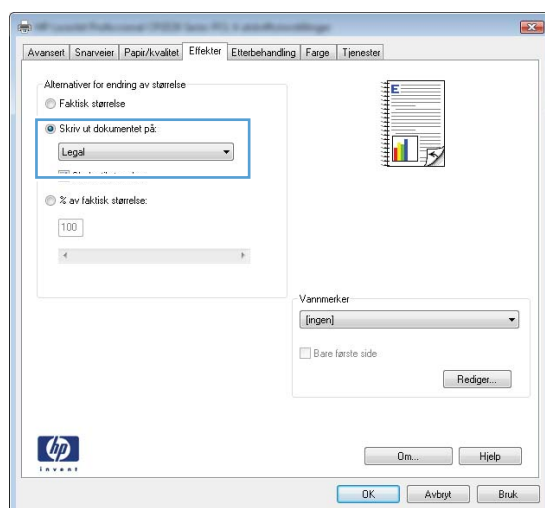 Avansert Snarveier Papir/kvalitet Effekter Etterbehandling Farge Tjenester
Alternativer for endring av størrelse
Faktisk størrelse
Skriv ut dokumentet på:
Legal
% av faktisk størrelse:
100
E
Vannmerker
[ingen]
Bare første side
Rediger...
hp
invent
Om... Hjelp
OK Avbryt Bruk